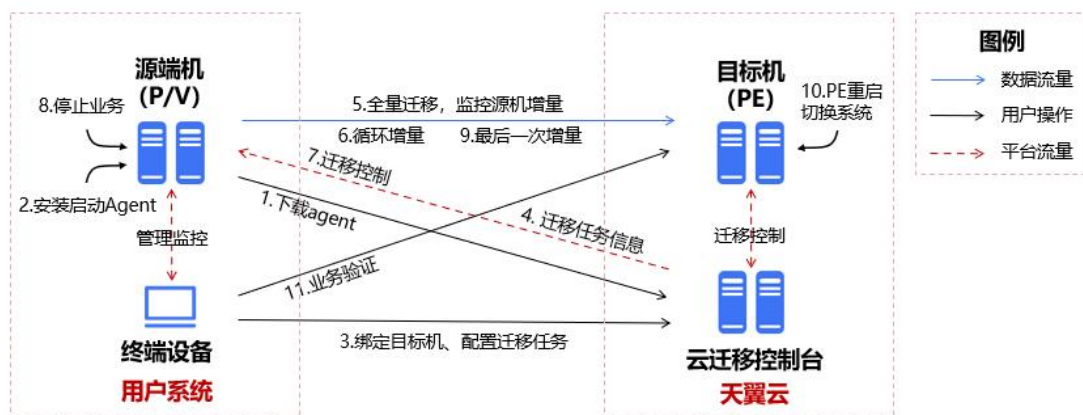 源端机
(P/V)
8.停止业务
2.安装启动Agent
管理监控
终端设备
用户系统
5.全量迁移，监控源机增量
6.循环增量
9.最后一次增量
7.迁移控制
1.下载agent
4. 迁移任务信息
11.业务验证
3.绑定目标机、配置迁移任务
目标机
(PE)
10.PE重启
切换系统
迁移控制
云迁移控制台
天翼云
图例
数据流量
用户操作
平台流量